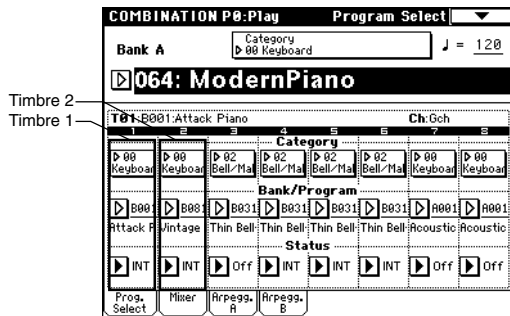 COMBINATION P0:Play Program Select
Bank A
Category
00 Keyboard
♩ = 120
064: ModernPiano
Timbre 2
Timbre 1
T01:B001:Attack Piano Ch:Gch
1 2 3 4 5 6 7 8
Category
00 Keyboar 00 Keyboar 02 Bell/Mal 02 Bell/Mal 02 Bell/Mal 02 Bell/Mal 00 Keyboar 00 Keyboar
Bank/Program
B001 B081 B031 B031 B031 B031 A001 A001
Attack P Vintage Thin Bell Thin Bell Thin Bell Thin Bell Acoustic Acoustic
Status
INT INT Off INT INT INT Off Off
Prog. Select Mixer Arpegg. A Arpegg. B